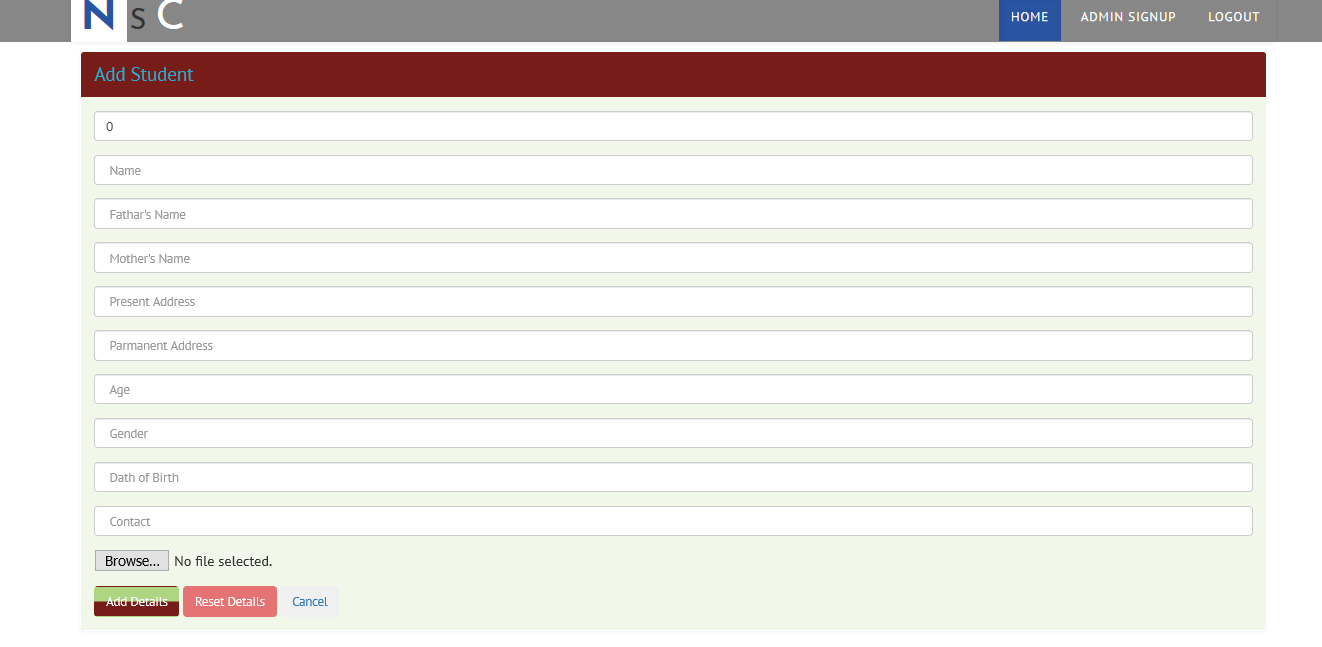 N s C
HOME ADMIN SIGNUP LOGOUT
Add Student
0
Name
Fathar's Name
Mother's Name
Present Address
Parmanent Address
Age
Gender
Dath of Birth
Contact
Browse... No file selected.
Add Details Reset Details Cancel